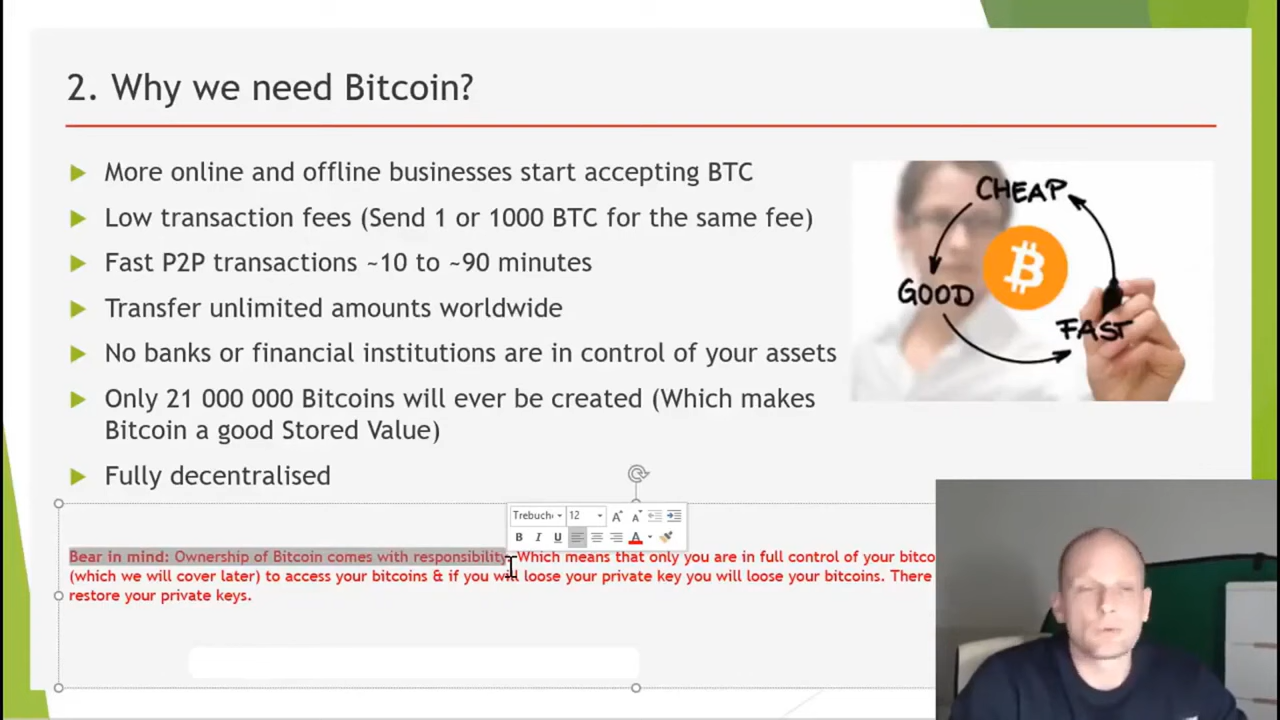 2. Why we need Bitcoin?
More online and offline businesses start accepting BTC
Low transaction fees (Send 1 or 1000 BTC for the same fee)
Fast P2P transactions ~10 to ~90 minutes
Transfer unlimited amounts worldwide
No banks or financial institutions are in control of your assets
Only 21 000 000 Bitcoins will ever be created (Which makes
Bitcoin a good Stored Value)
Fully decentralised
CHEAP
GOOD
FAST
12
B I U A
Bear in mind: Ownership of Bitcoin comes with responsibility. Which means that only you are in full control of your
(which we will cover later) to access your bitcoins & if you will loose your private key you will loose your bitcoins. There
restore your private keys.